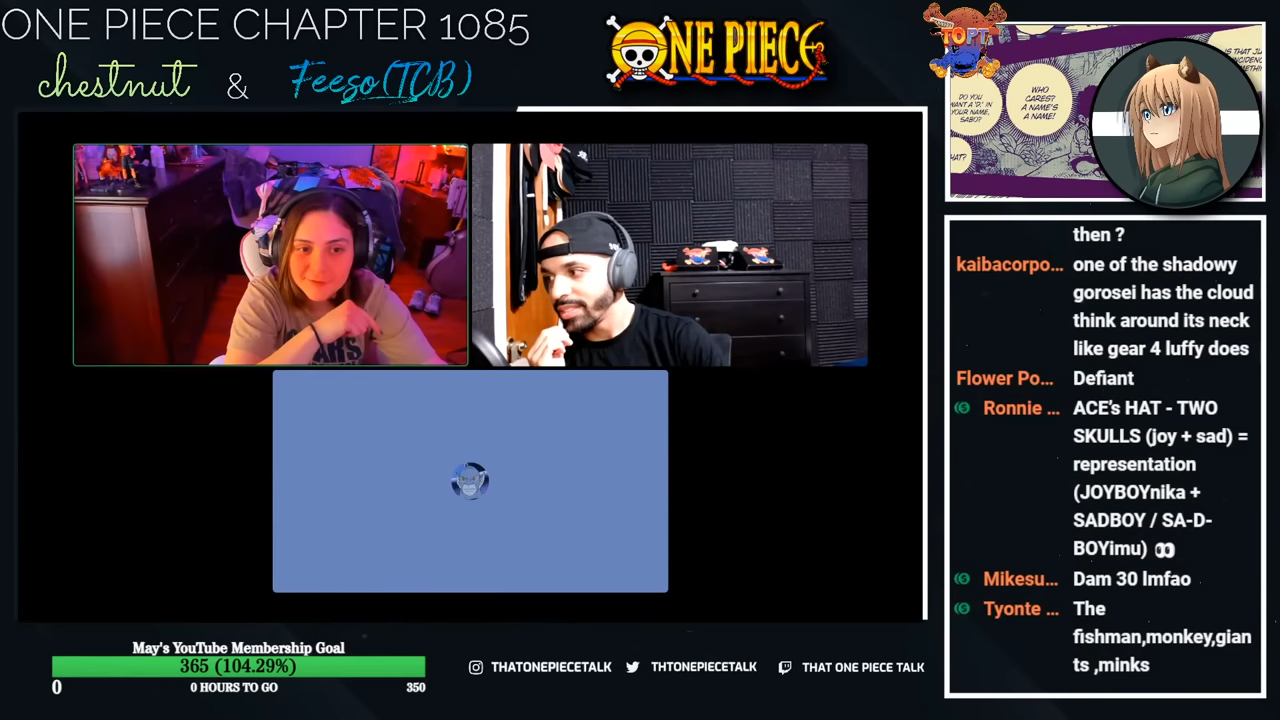 ONE PIECE CHAPTER 1085
chestnut & Feeso(TCB)
ONE PIECE
TOPT
DO YOU
WANT A 'D.' IN
YOUR NAME,
SABO?
WHO
CARES?
A NAME'S
A NAME!
IS THAT JU
then ?
kaibacorpo... one of the shadowy
gorosei has the cloud
think around its neck
like gear 4 luffy does
Flower Po... Defiant
Ronnie ... ACE's HAT - TWO
SKULLS (joy + sad) =
representation
(JOYBOYnika +
SADBOY / SA-D-
BOYimu) 👀
Mikesu... Dam 30 lmfao
Tyonte ... The
fishman,monkey,gian
ts ,minks
May's YouTube Membership Goal
365 (104.29%)
0 0 HOURS TO GO 350
THATONEPIECETALK THTONEPIECETALK THAT ONE PIECE TALK